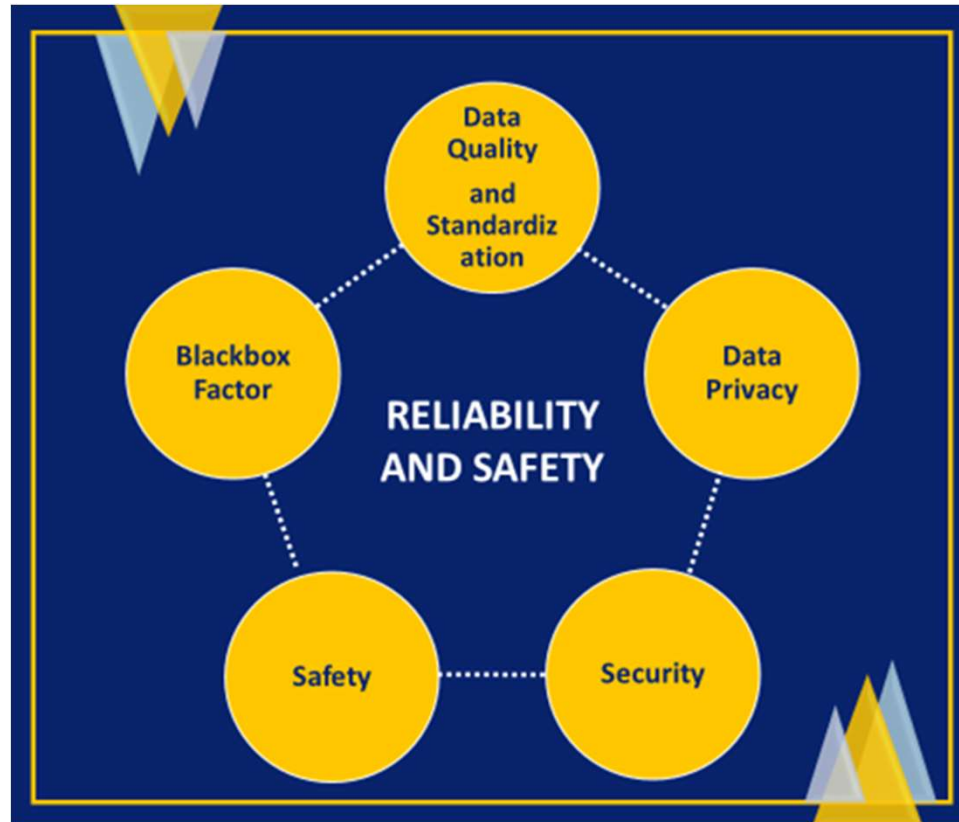 Data
Quality
and
Standardiz
ation
Blackbox
Factor
Data
Privacy
RELIABILITY
AND SAFETY
Safety
Security